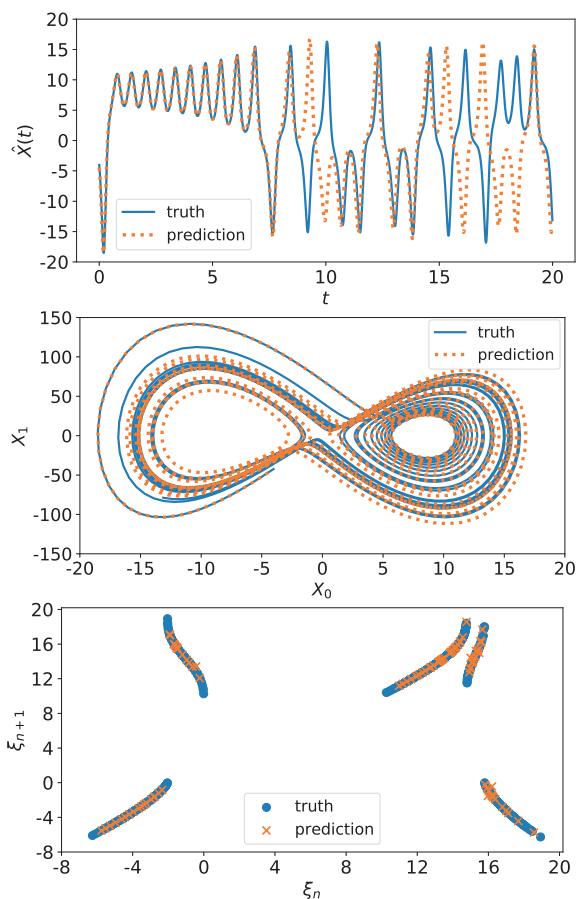 20
15
10
5
0
-5
-10
-15
-20
X̂(t)
truth
prediction
0 5 10 15 20
t
150
100
50
0
-50
-100
-150
X₁
truth
prediction
-20 -15 -10 -5 0 5 10 15 20
X₀
20
16
12
8
4
0
-4
-8
ξₙ₊₁
truth
prediction
-8 -4 0 4 8 12 16 20
ξₙ